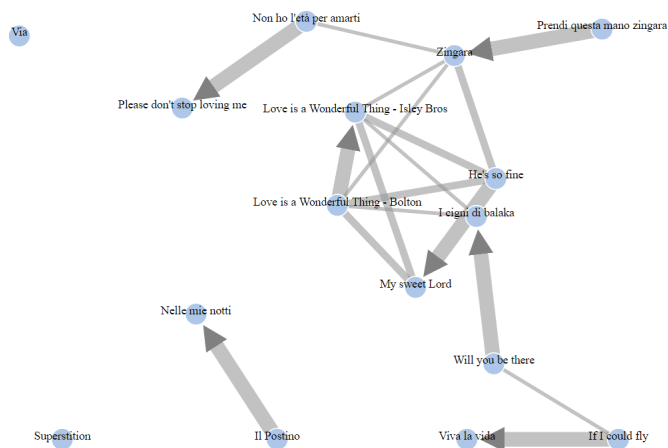 Non ho l'età per amarti
Prendi questa mano zingara
Via
Zingara
Please don't stop loving me
Love is a Wonderful Thing - Isley Bros
He's so fine
Love is a Wonderful Thing - Bolton
I cigni di balaka
My sweet Lord
Nelle mie notti
Will you be there
Superstition
Il Postino
Viva la vida
If I could fly